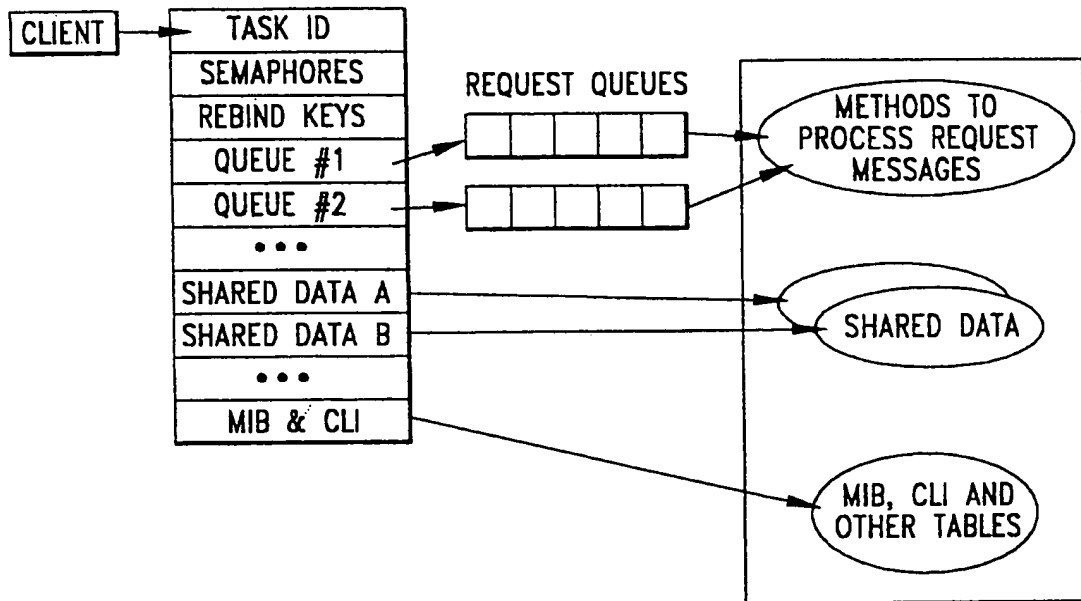 CLIENT
TASK ID
SEMAPHORES
REBIND KEYS
QUEUE #1
QUEUE #2
•••
SHARED DATA A
SHARED DATA B
•••
MIB & CLI
REQUEST QUEUES
METHODS TO
PROCESS REQUEST
MESSAGES
SHARED DATA
MIB, CLI AND
OTHER TABLES